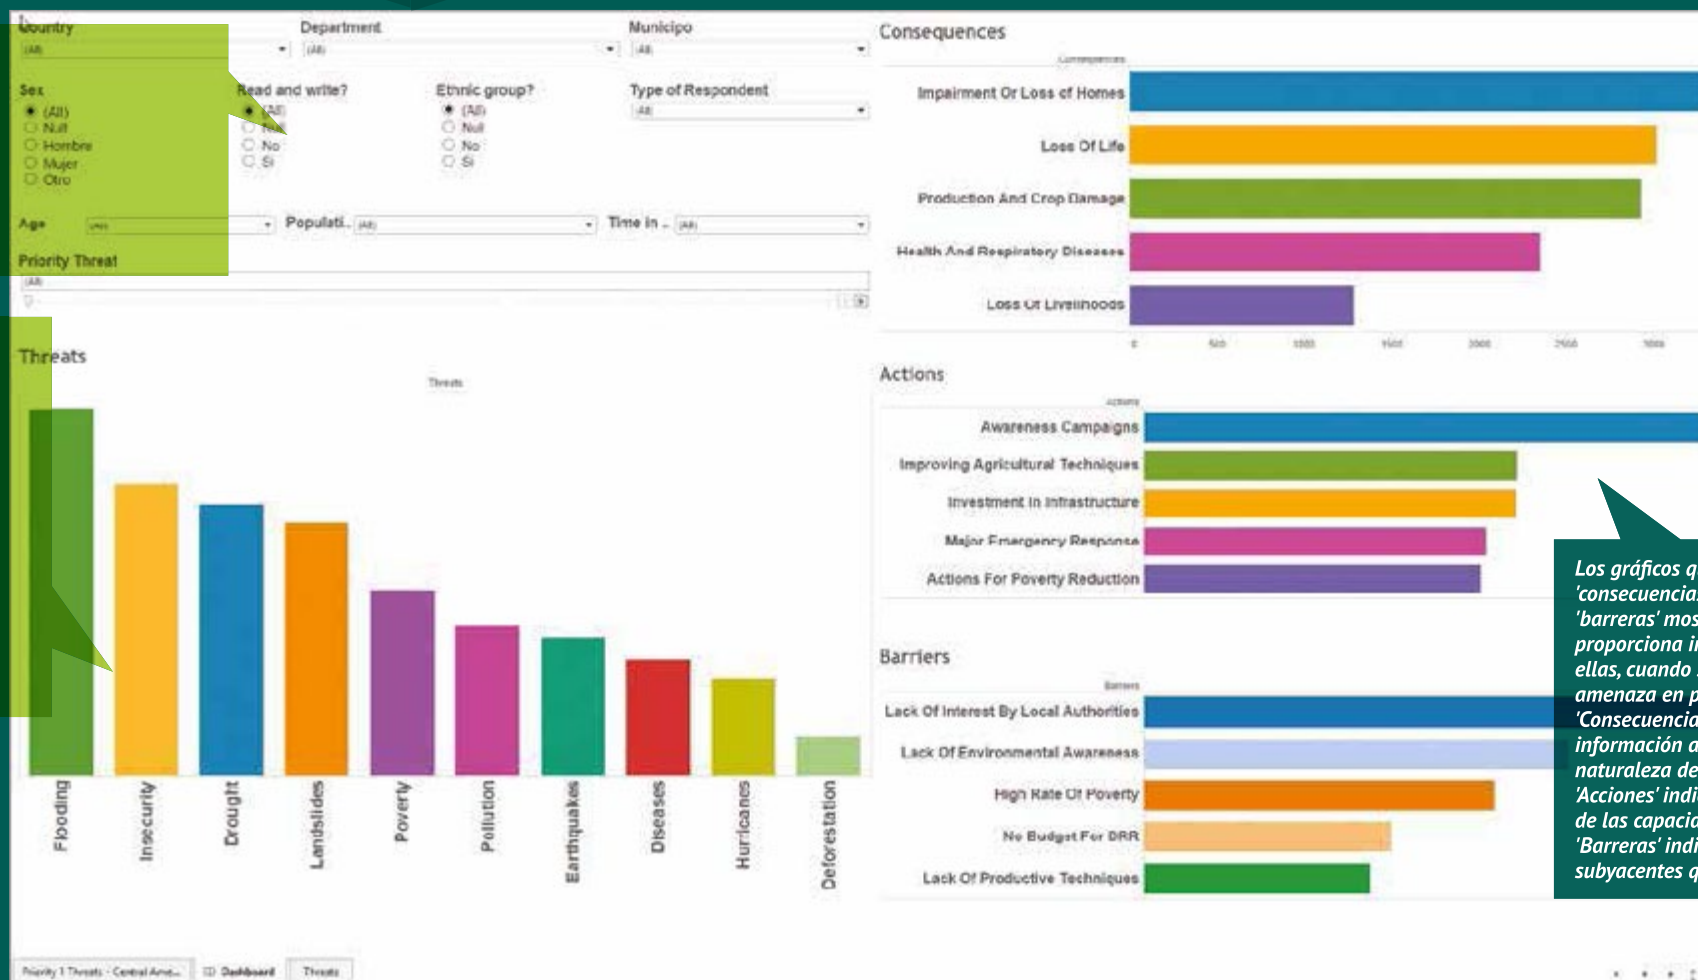 Country
(All)
Department
(All)
Municipo
(All)
Sex
(All)
Null
Hombre
Mujer
Otro
Read and write?
(All)
Null
No
Si
Ethnic group?
(All)
Null
No
Si
Type of Respondent
(All)
Age
(All)
Populati..
(All)
Time in ..
(All)
Priority Threat
(All)
Threats
Threats
Flooding
Insecurity
Drought
Landslides
Poverty
Pollution
Earthquakes
Diseases
Hurricanes
Deforestation
Consequences
Consequences
Impairment Or Loss of Homes
Loss Of Life
Production And Crop Damage
Health And Respiratory Diseases
Loss Of Livelihoods
0 500 1000 1500 2000 2500 3000
Actions
Actions
Awareness Campaigns
Improving Agricultural Techniques
Investment In Infrastructure
Major Emergency Response
Actions For Poverty Reduction
Barriers
Barriers
Lack Of Interest By Local Authorities
Lack Of Environmental Awareness
High Rate Of Poverty
No Budget For DRR
Lack Of Productive Techniques
Los gráficos q
'consecuencias
'barreras' mos
proporciona in
ellas, cuando
amenaza en p
'Consecuencia
información a
naturaleza de
'Acciones' indi
de las capacid
'Barreras' indi
subyacentes q
Priority 1 Threats - Central Ame...
Dashboard
Threats